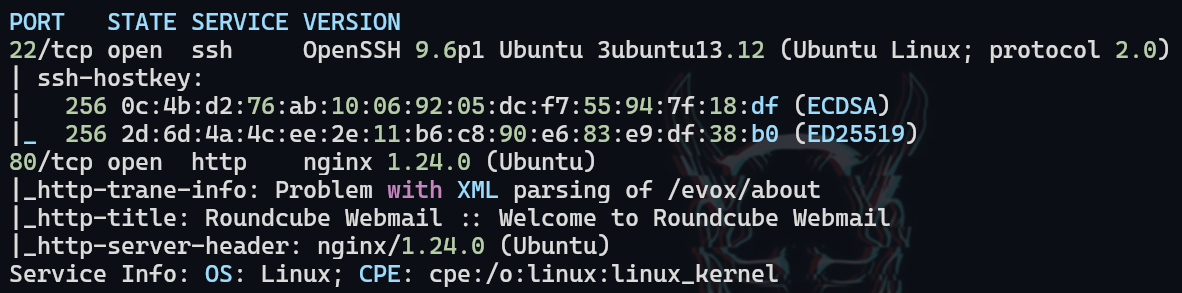 PORT   STATE SERVICE VERSION
22/tcp open  ssh     OpenSSH 9.6p1 Ubuntu 3ubuntu13.12 (Ubuntu Linux; protocol 2.0)
| ssh-hostkey:
|   256 0c:4b:d2:76:ab:10:06:92:05:dc:f7:55:94:7f:18:df (ECDSA)
|_  256 2d:6d:4a:4c:ee:2e:11:b6:c8:90:e6:83:e9:df:38:b0 (ED25519)
80/tcp open  http    nginx 1.24.0 (Ubuntu)
|_http-trane-info: Problem with XML parsing of /evox/about
|_http-title: Roundcube Webmail :: Welcome to Roundcube Webmail
|_http-server-header: nginx/1.24.0 (Ubuntu)
Service Info: OS: Linux; CPE: cpe:/o:linux:linux_kernel